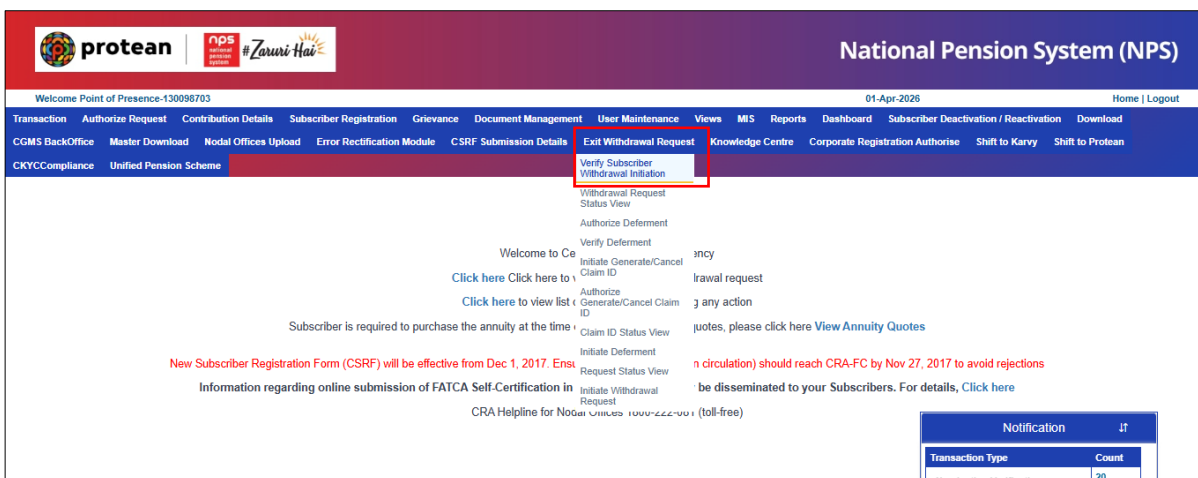 protean
nps
national
pension
system
#Zaruri Hai
National Pension System (NPS)
Welcome Point of Presence-130098703
01-Apr-2026
Home | Logout
Transaction Authorize Request Contribution Details Subscriber Registration Grievance Document Management User Maintenance Views MIS Reports Dashboard Subscriber Deactivation / Reactivation Download
CGMS BackOffice Master Download Nodal Offices Upload Error Rectification Module CSRF Submission Details Exit Withdrawal Request Knowledge Centre Corporate Registration Authorise Shift to Karvy Shift to Protean
CKYCCompliance Unified Pension Scheme
Verify Subscriber
Withdrawal Initiation
Withdrawal Request
Status View
Authorize Deferment
Verify Deferment
Initiate Generate/Cancel
Claim ID
Authorize
Generate/Cancel Claim
ID
Claim ID Status View
Initiate Deferment
Request Status View
Initiate Withdrawal
Request
Welcome to Ce ency
Click here Click here to v drawal request
Click here to view list g any action
Subscriber is required to purchase the annuity at the time quotes, please click here View Annuity Quotes
New Subscriber Registration Form (CSRF) will be effective from Dec 1, 2017. Ensu n circulation) should reach CRA-FC by Nov 27, 2017 to avoid rejections
Information regarding online submission of FATCA Self-Certification in be disseminated to your Subscribers. For details, Click here
CRA Helpline for Nodal Offices 1800-222-081 (toll-free)
Notification
Transaction Type Count
30